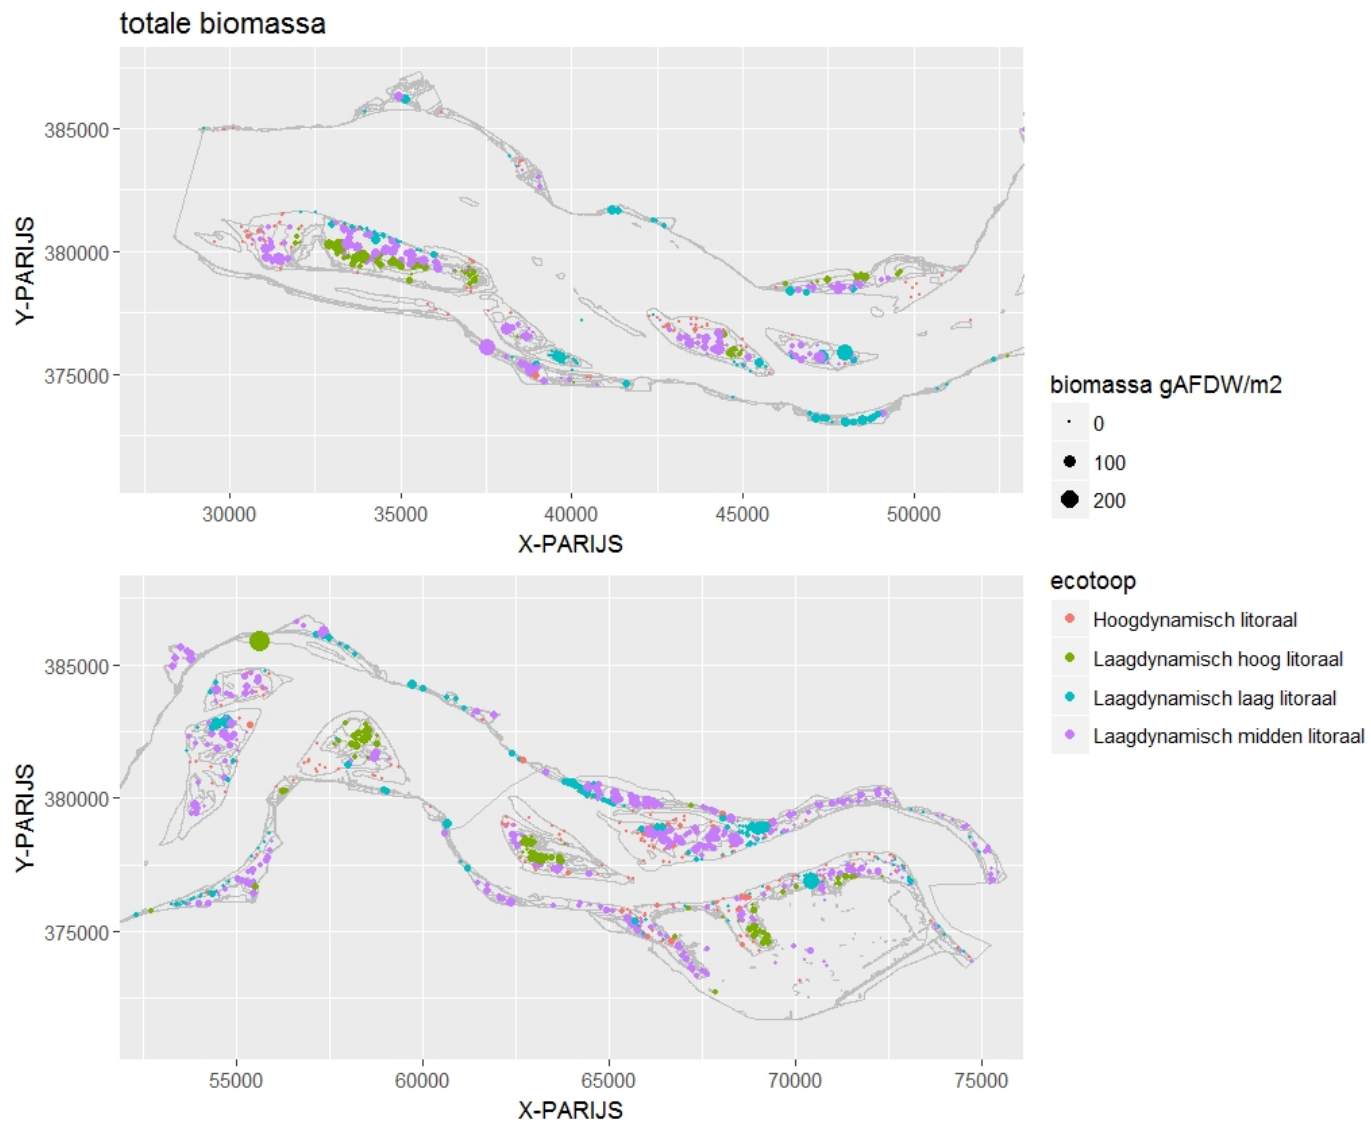 totale biomassa
385000
380000
375000
Y-PARIJS
30000 35000 40000 45000 50000
X-PARIJS
biomassa gAFDW/m2
0
100
200
ecotoop
Hoogdynamisch litoraal
Laagdynamisch hoog litoraal
Laagdynamisch laag litoraal
Laagdynamisch midden litoraal
385000
380000
375000
Y-PARIJS
55000 60000 65000 70000 75000
X-PARIJS